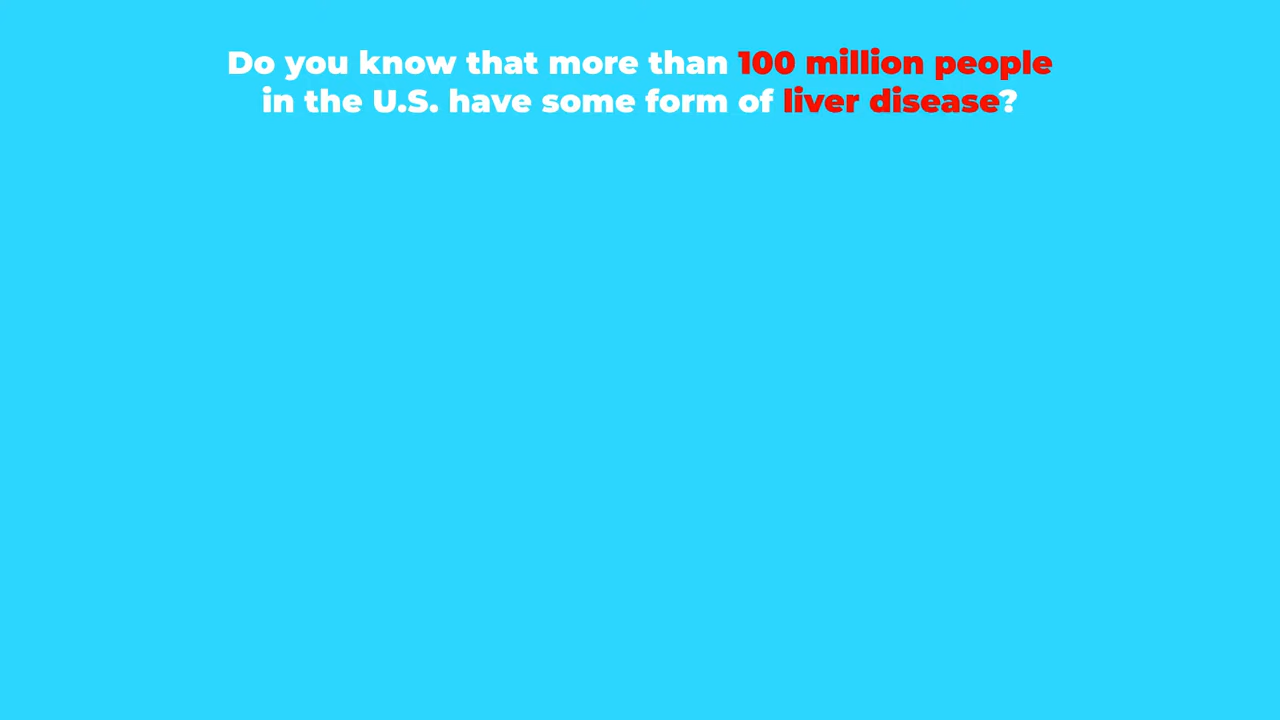 Do you know that more than 100 million people
in the U.S. have some form of liver disease?